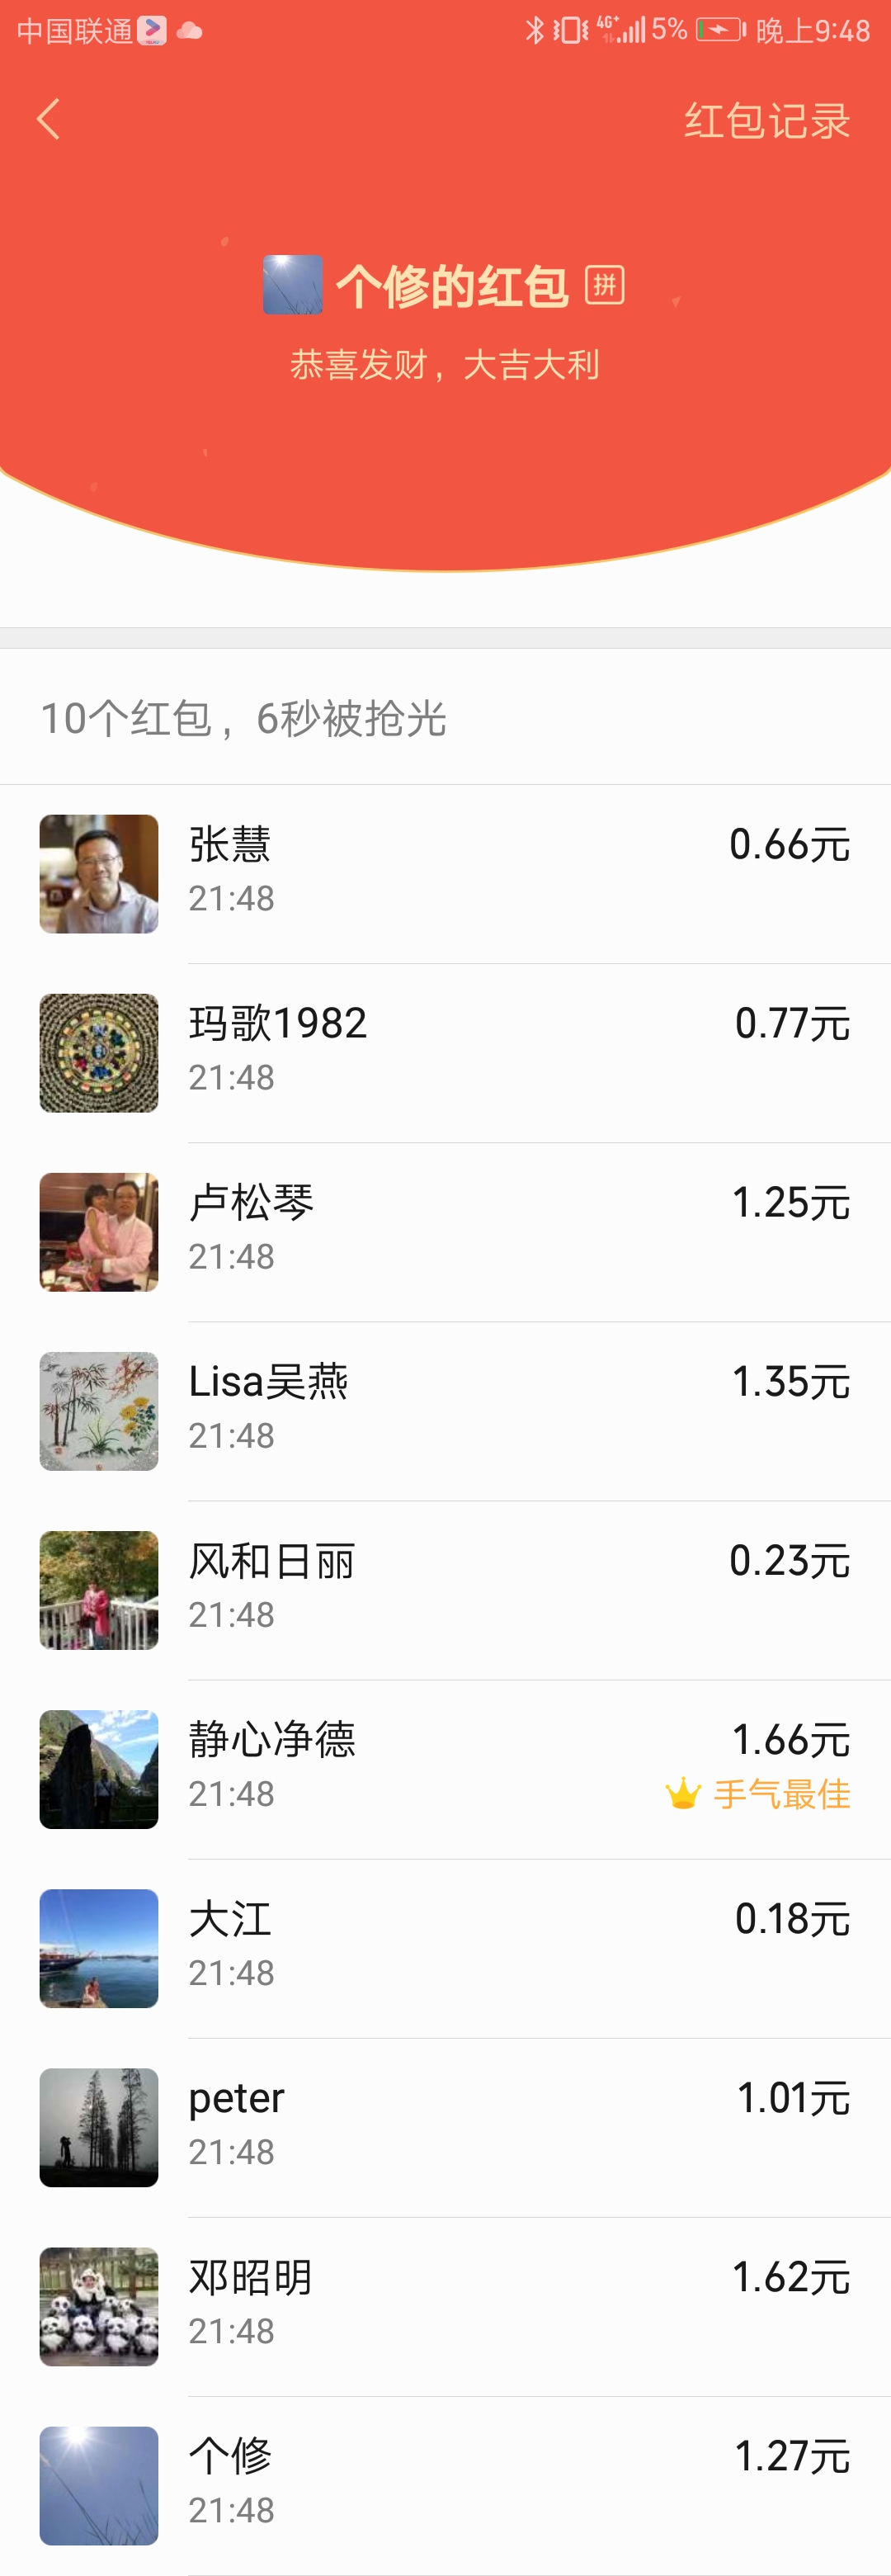 中国联通 4G+ 5% 晚上9:48
红包记录
个修的红包 拼
恭喜发财，大吉大利
10个红包，6秒被抢光
张慧 0.66元
21:48
玛歌1982 0.77元
21:48
卢松琴 1.25元
21:48
Lisa吴燕 1.35元
21:48
风和日丽 0.23元
21:48
静心净德 1.66元
21:48 手气最佳
大江 0.18元
21:48
peter 1.01元
21:48
邓昭明 1.62元
21:48
个修 1.27元
21:48